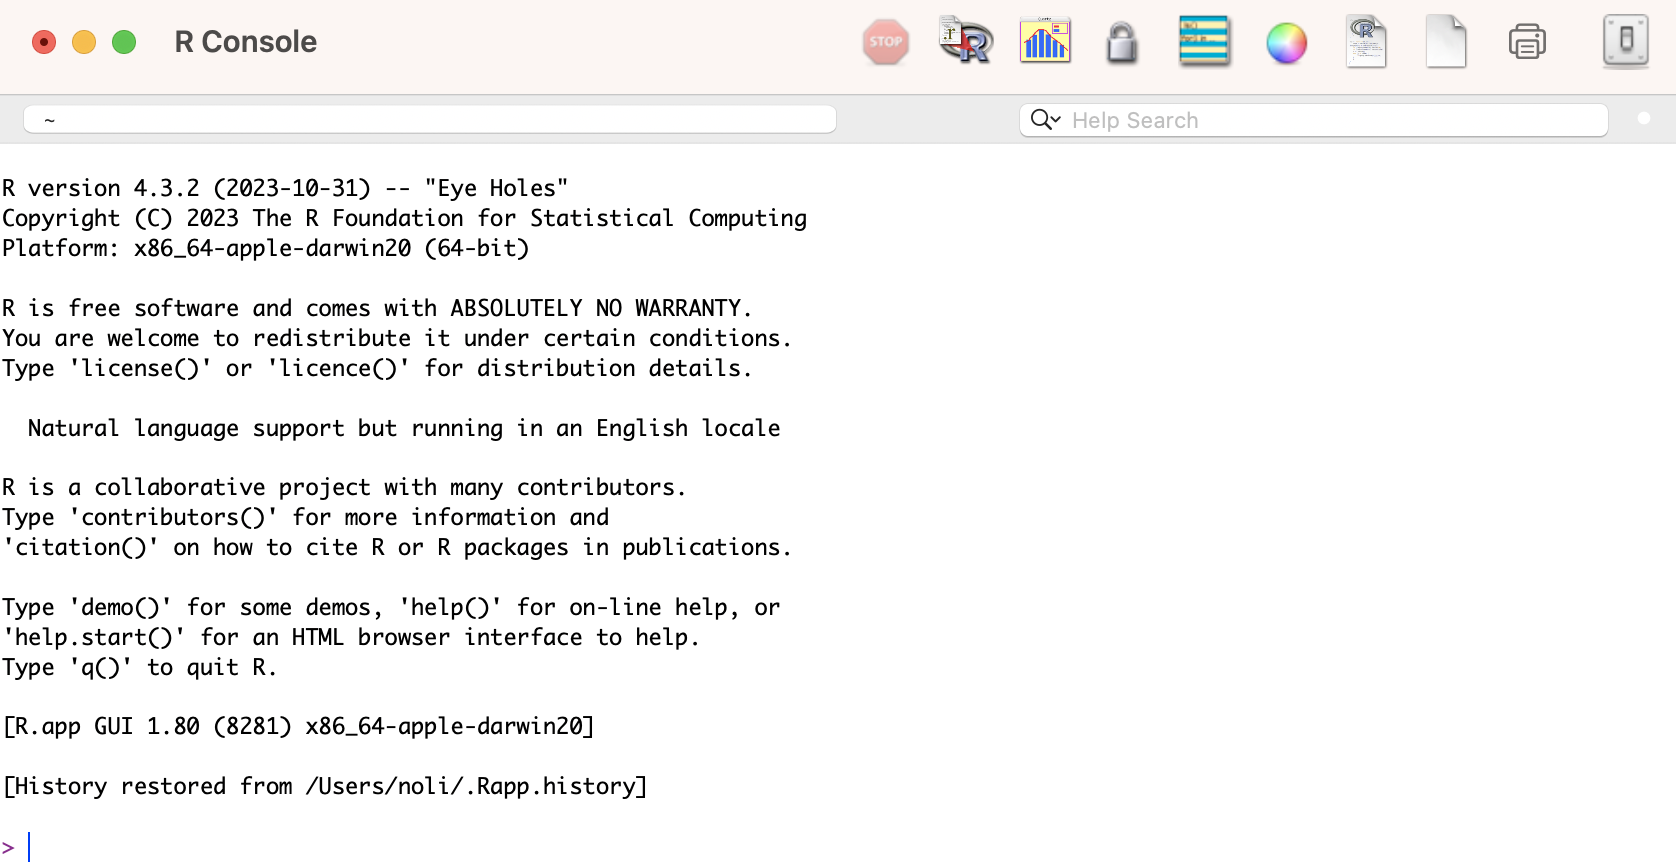 R Console
STOP
~
Help Search
R version 4.3.2 (2023-10-31) -- "Eye Holes"
Copyright (C) 2023 The R Foundation for Statistical Computing
Platform: x86_64-apple-darwin20 (64-bit)
R is free software and comes with ABSOLUTELY NO WARRANTY.
You are welcome to redistribute it under certain conditions.
Type 'license()' or 'licence()' for distribution details.
Natural language support but running in an English locale
R is a collaborative project with many contributors.
Type 'contributors()' for more information and
'citation()' on how to cite R or R packages in publications.
Type 'demo()' for some demos, 'help()' for on-line help, or
'help.start()' for an HTML browser interface to help.
Type 'q()' to quit R.
[R.app GUI 1.80 (8281) x86_64-apple-darwin20]
[History restored from /Users/noli/.Rapp.history]
>